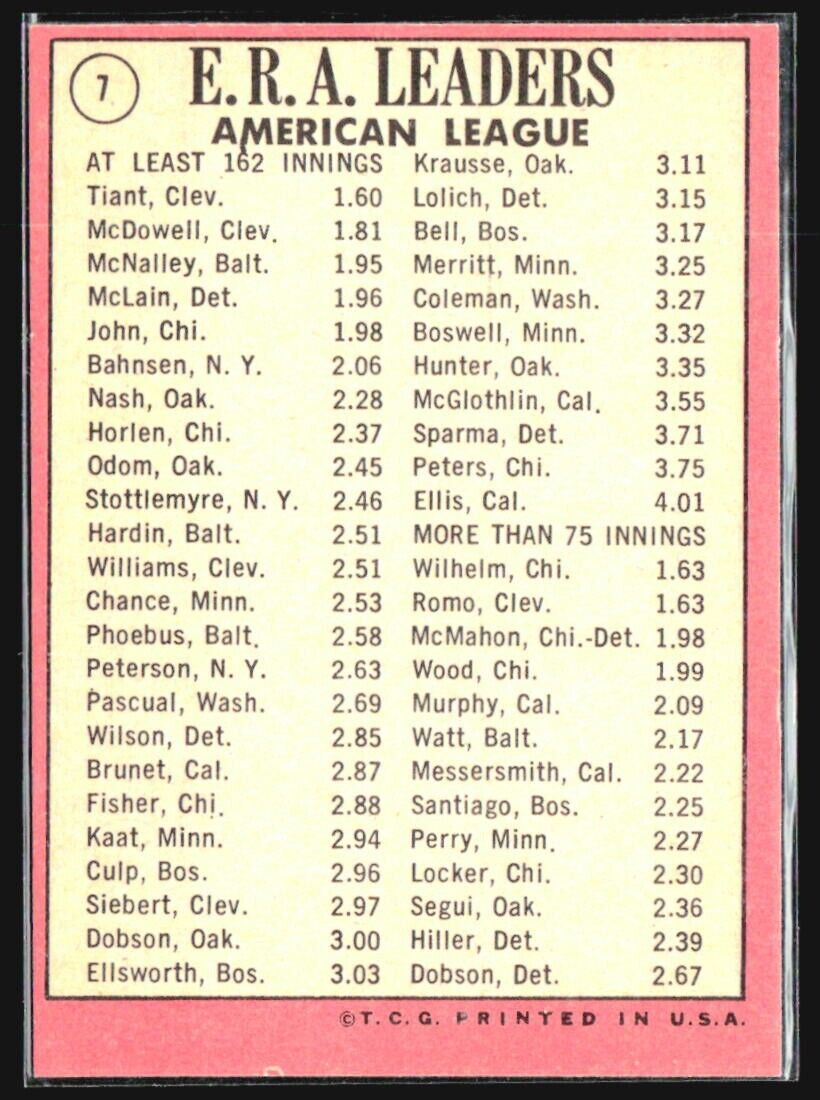 7
E.R.A. LEADERS
AMERICAN LEAGUE
AT LEAST 162 INNINGS
Tiant, Clev. 1.60
McDowell, Clev. 1.81
McNalley, Balt. 1.95
McLain, Det. 1.96
John, Chi. 1.98
Bahnsen, N. Y. 2.06
Nash, Oak. 2.28
Horlen, Chi. 2.37
Odom, Oak. 2.45
Stottlemyre, N. Y. 2.46
Hardin, Balt. 2.51
Williams, Clev. 2.51
Chance, Minn. 2.53
Phoebus, Balt. 2.58
Peterson, N. Y. 2.63
Pascual, Wash. 2.69
Wilson, Det. 2.85
Brunet, Cal. 2.87
Fisher, Chi. 2.88
Kaat, Minn. 2.94
Culp, Bos. 2.96
Siebert, Clev. 2.97
Dobson, Oak. 3.00
Ellsworth, Bos. 3.03
Krausse, Oak. 3.11
Lolich, Det. 3.15
Bell, Bos. 3.17
Merritt, Minn. 3.25
Coleman, Wash. 3.27
Boswell, Minn. 3.32
Hunter, Oak. 3.35
McGlothlin, Cal. 3.55
Sparma, Det. 3.71
Peters, Chi. 3.75
Ellis, Cal. 4.01
MORE THAN 75 INNINGS
Wilhelm, Chi. 1.63
Romo, Clev. 1.63
McMahon, Chi.-Det. 1.98
Wood, Chi. 1.99
Murphy, Cal. 2.09
Watt, Balt. 2.17
Messersmith, Cal. 2.22
Santiago, Bos. 2.25
Perry, Minn. 2.27
Locker, Chi. 2.30
Segui, Oak. 2.36
Hiller, Det. 2.39
Dobson, Det. 2.67
©T.C.G. PRINTED IN U.S.A.